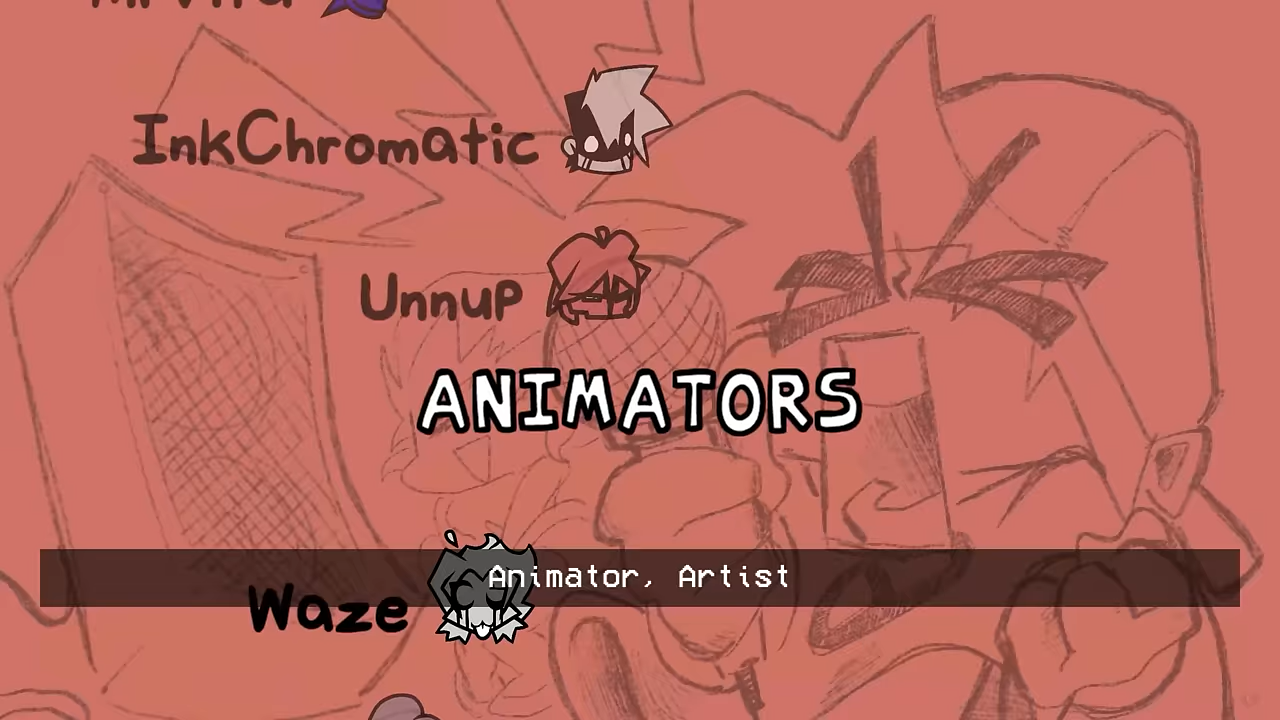 InkChromatic
Unnup
ANIMATORS
Animator, Artist
Waze